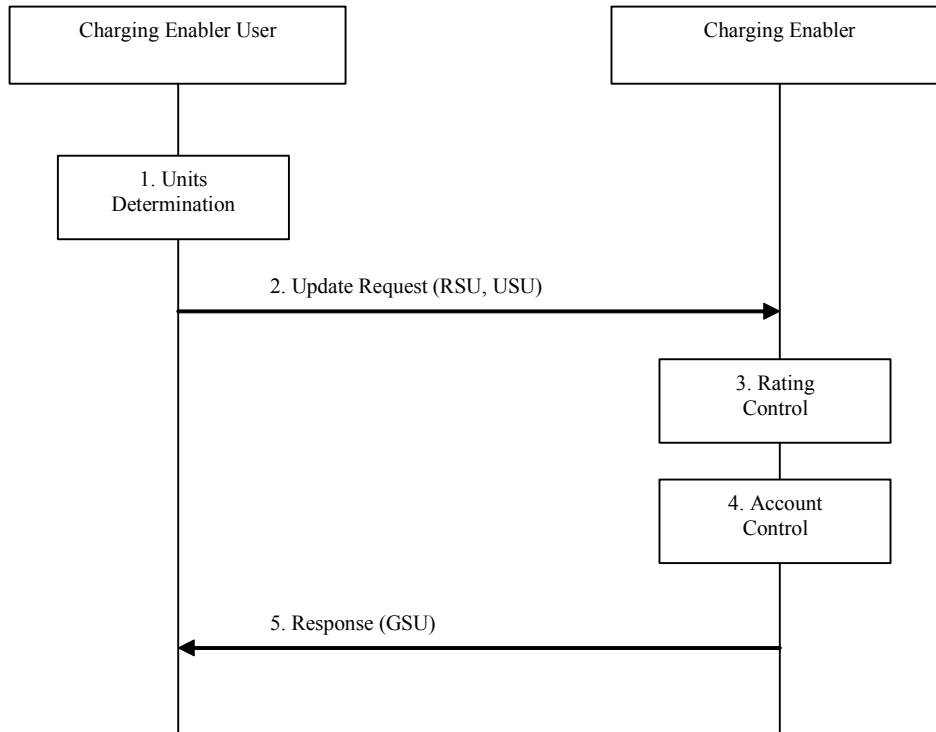 Charging Enabler User
Charging Enabler
1. Units
Determination
2. Update Request (RSU, USU)
3. Rating
Control
4. Account
Control
5. Response (GSU)